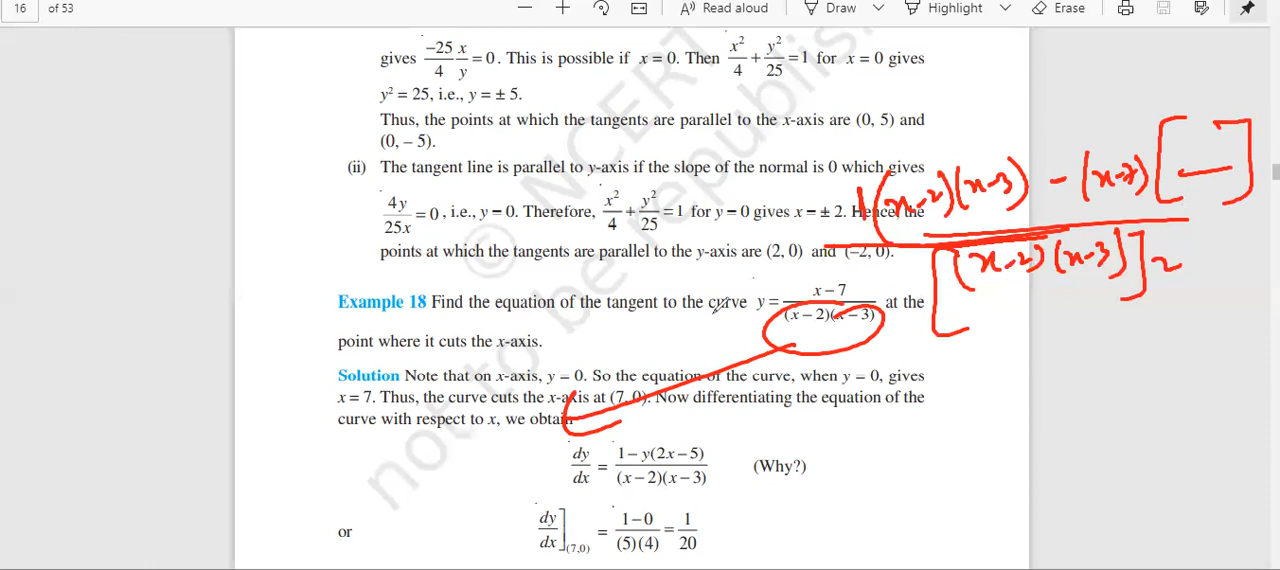 16 of 53 Read aloud Draw Highlight Erase
gives −25/4 x/y = 0. This is possible if x = 0. Then x²/4 + y²/25 = 1 for x = 0 gives
y² = 25, i.e., y = ± 5.
Thus, the points at which the tangents are parallel to the x-axis are (0, 5) and
(0, – 5).
(ii) The tangent line is parallel to y-axis if the slope of the normal is 0 which gives
4y/25x = 0, i.e., y = 0. Therefore, x²/4 + y²/25 = 1 for y = 0 gives x = ± 2. Hence, the
points at which the tangents are parallel to the y-axis are (2, 0) and (–2, 0).
1(x-2)(x-3) - (x-7)[—]
[(x-2)(x-3)]2
Example 18 Find the equation of the tangent to the curve y = x−7/(x−2)(x−3) at the
point where it cuts the x-axis.
Solution Note that on x-axis, y = 0. So the equation of the curve, when y = 0, gives
x = 7. Thus, the curve cuts the x-axis at (7, 0). Now differentiating the equation of the
curve with respect to x, we obtain
dy/dx = 1−y(2x−5)/(x−2)(x−3) (Why?)
or dy/dx](7,0) = 1−0/(5)(4) = 1/20
© NCERT
not to be republished